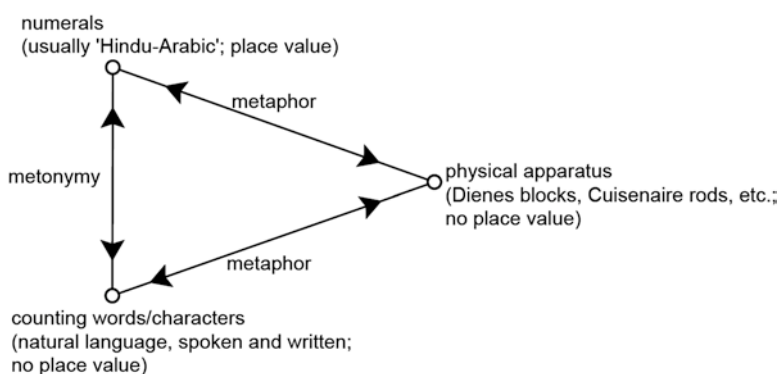 numerals
(usually 'Hindu-Arabic'; place value)
metaphor
metonymy
physical apparatus
(Dienes blocks, Cuisenaire rods, etc.;
no place value)
metaphor
counting words/characters
(natural language, spoken and written;
no place value)